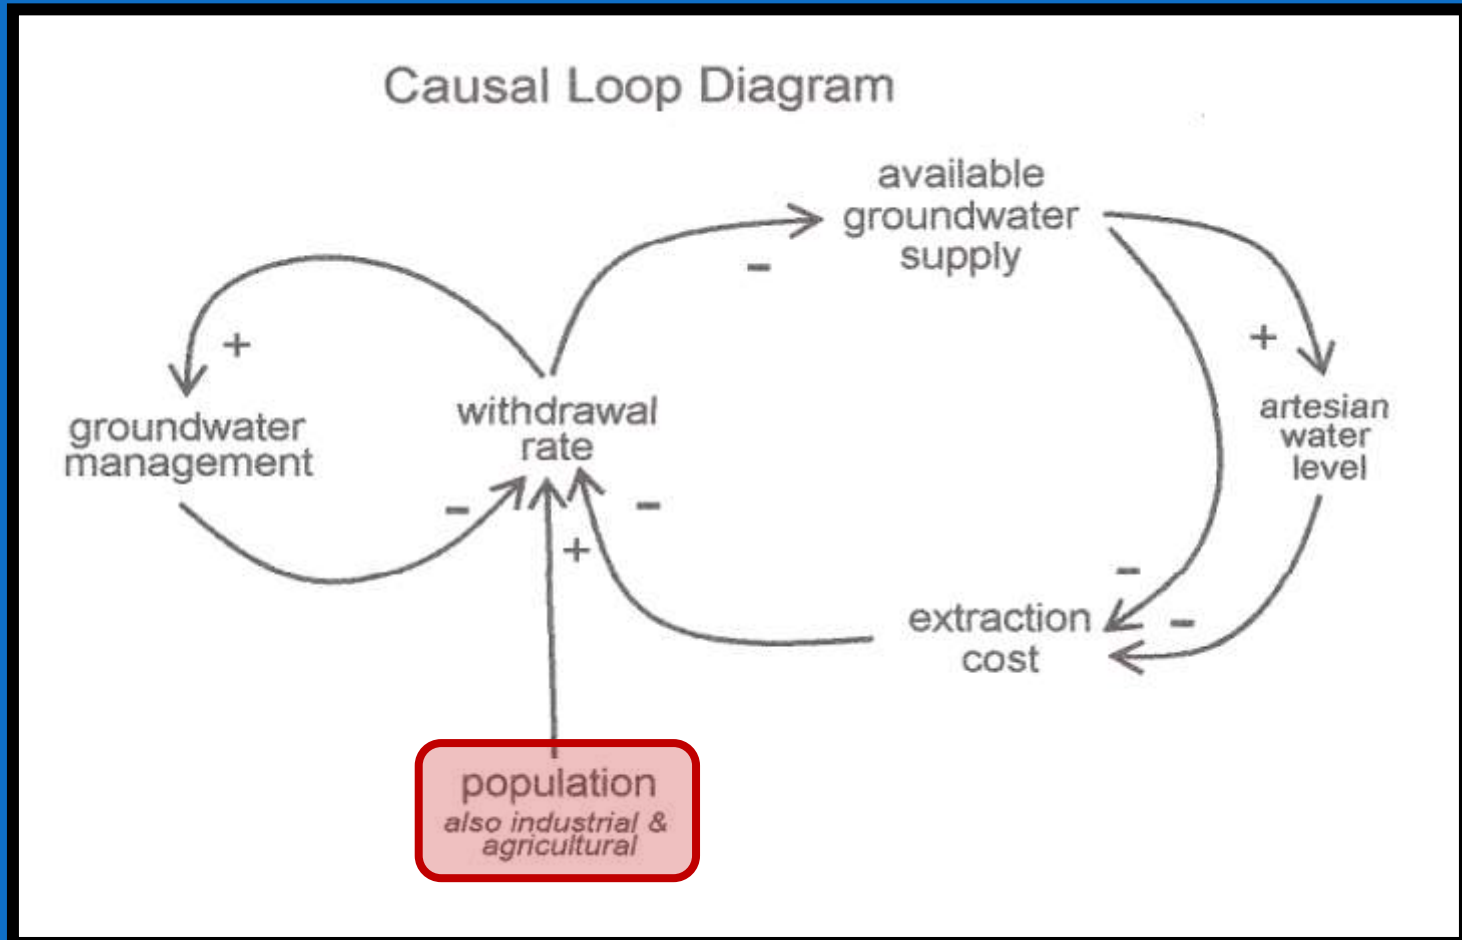 Causal Loop Diagram
available
groundwater
supply
-
+
+
groundwater
management
withdrawal
rate
artesian
water
level
-
-
+
-
-
extraction
cost
population
also industrial &
agricultural